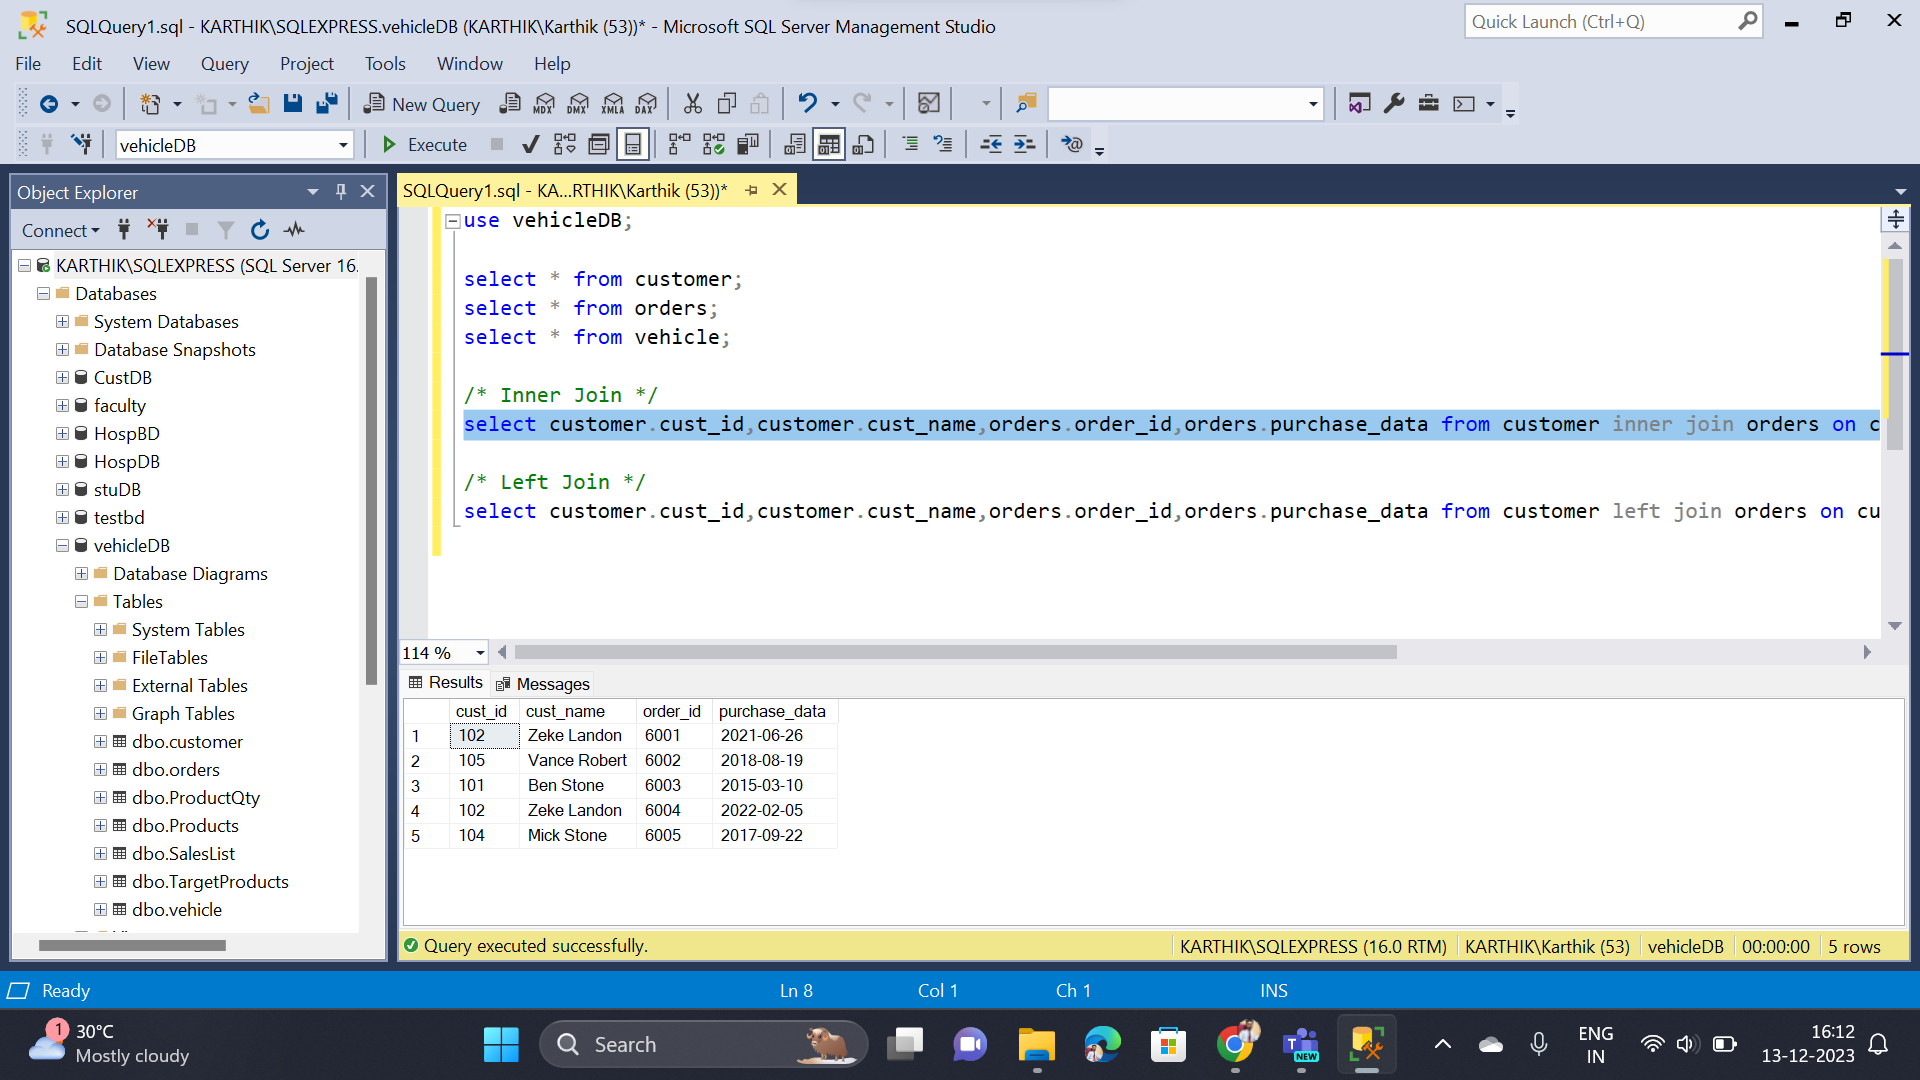 SQLQuery1.sql - KARTHIK\SQLEXPRESS.vehicleDB (KARTHIK\Karthik (53))* - Microsoft SQL Server Management Studio
Quick Launch (Ctrl+Q)
File Edit View Query Project Tools Window Help
New Query MDX DMX XMLA DAX
vehicleDB Execute
Object Explorer
Connect
KARTHIK\SQLEXPRESS (SQL Server 16.
Databases
System Databases
Database Snapshots
CustDB
faculty
HospBD
HospDB
stuDB
testbd
vehicleDB
Database Diagrams
Tables
System Tables
FileTables
External Tables
Graph Tables
dbo.customer
dbo.orders
dbo.ProductQty
dbo.Products
dbo.SalesList
dbo.TargetProducts
dbo.vehicle
SQLQuery1.sql - KA...RTHIK\Karthik (53))*
use vehicleDB;
select * from customer;
select * from orders;
select * from vehicle;
/* Inner Join */
select customer.cust_id,customer.cust_name,orders.order_id,orders.purchase_data from customer inner join orders on c
/* Left Join */
select customer.cust_id,customer.cust_name,orders.order_id,orders.purchase_data from customer left join orders on cu
114 %
Results Messages
cust_id cust_name order_id purchase_data
1 102 Zeke Landon 6001 2021-06-26
2 105 Vance Robert 6002 2018-08-19
3 101 Ben Stone 6003 2015-03-10
4 102 Zeke Landon 6004 2022-02-05
5 104 Mick Stone 6005 2017-09-22
Query executed successfully. KARTHIK\SQLEXPRESS (16.0 RTM) KARTHIK\Karthik (53) vehicleDB 00:00:00 5 rows
Ready Ln 8 Col 1 Ch 1 INS
1 30°C
Mostly cloudy
Search
T NEW
ENG
IN
16:12
13-12-2023